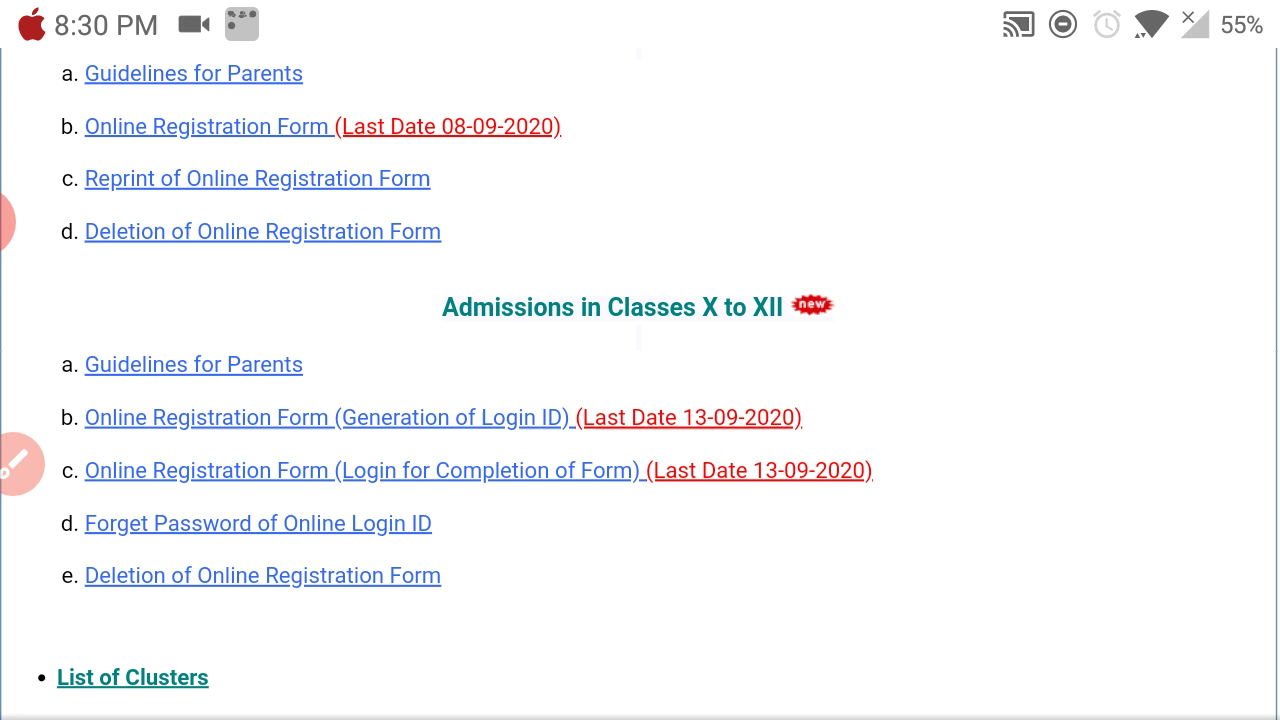 8:30 PM 55%
a. Guidelines for Parents
b. Online Registration Form (Last Date 08-09-2020)
c. Reprint of Online Registration Form
d. Deletion of Online Registration Form
Admissions in Classes X to XII new
a. Guidelines for Parents
b. Online Registration Form (Generation of Login ID) (Last Date 13-09-2020)
c. Online Registration Form (Login for Completion of Form) (Last Date 13-09-2020)
d. Forget Password of Online Login ID
e. Deletion of Online Registration Form
• List of Clusters